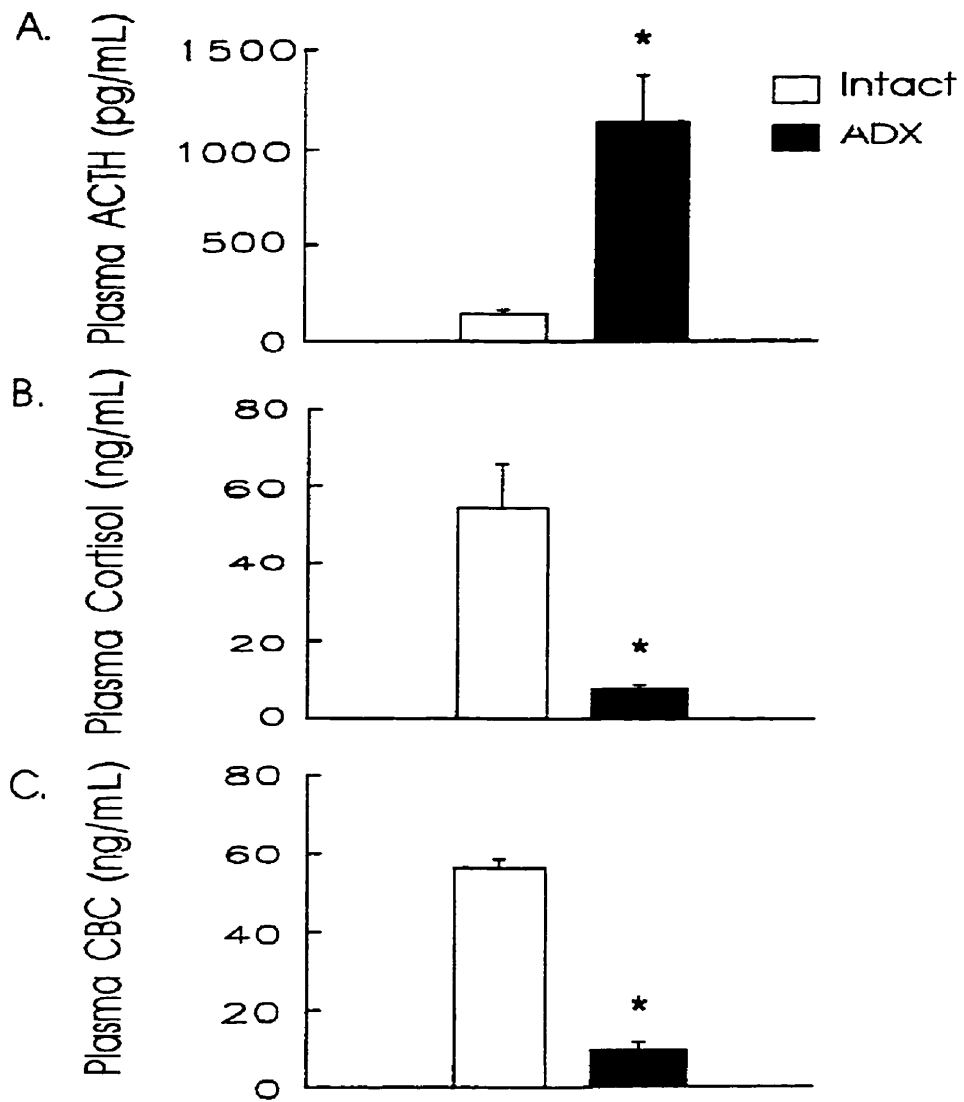 A.
Plasma ACTH (pg/mL)
1500
1000
500
0
*
Intact
ADX
B.
Plasma Cortisol (ng/mL)
80
60
40
20
0
*
C.
Plasma CBC (ng/mL)
80
60
40
20
0
*